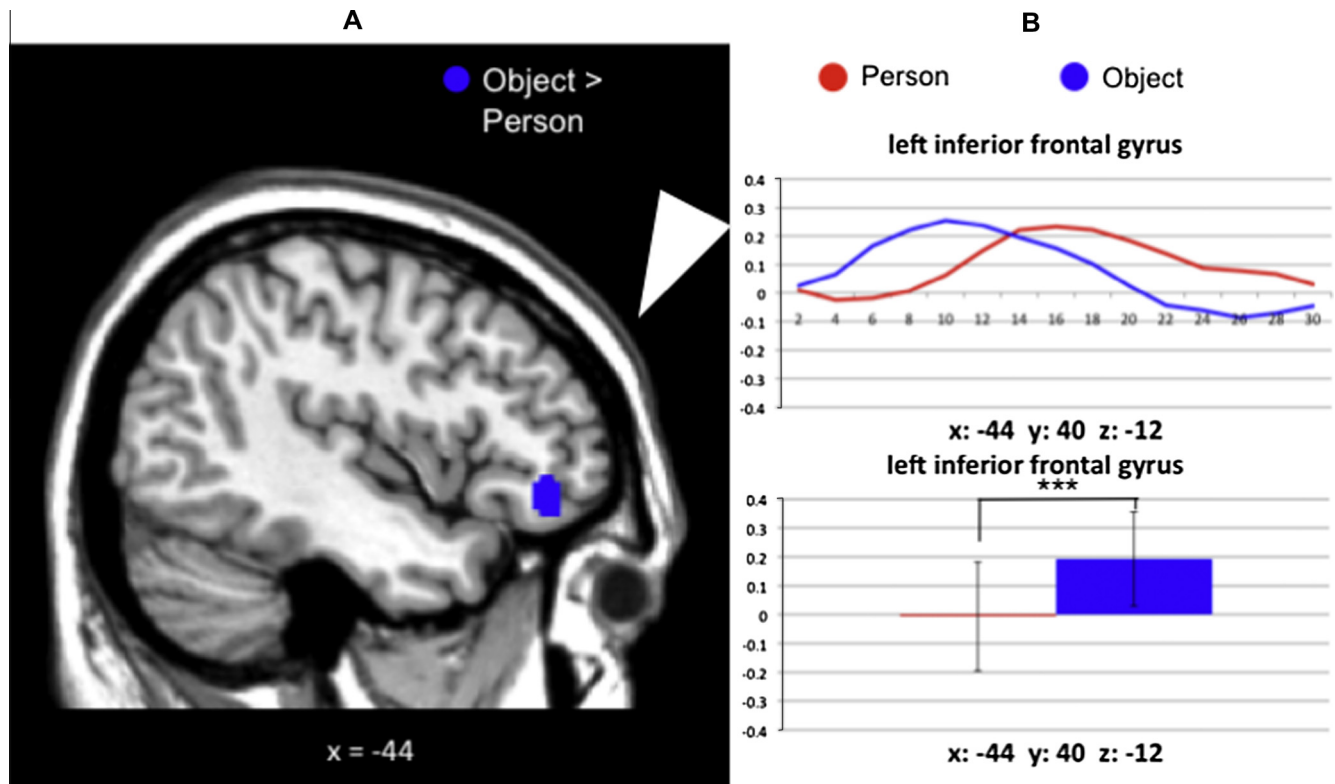 A
Object >
Person
x = -44
B
Person
Object
left inferior frontal gyrus
0.4
0.3
0.2
0.1
0
-0.1
-0.2
-0.3
-0.4
2 4 6 8 10 12 14 16 18 20 22 24 26 28 30
x: -44 y: 40 z: -12
left inferior frontal gyrus
***
0.4
0.3
0.2
0.1
0
-0.1
-0.2
-0.3
-0.4
x: -44 y: 40 z: -12